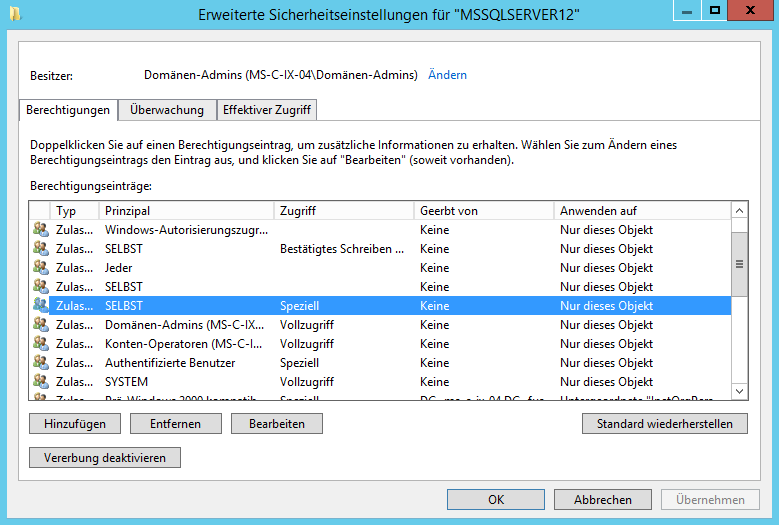 Erweiterte Sicherheitseinstellungen für "MSSQLSERVER12"
Besitzer: Domänen-Admins (MS-C-IX-04\Domänen-Admins) Ändern
Berechtigungen Überwachung Effektiver Zugriff
Doppelklicken Sie auf einen Berechtigungseintrag, um zusätzliche Informationen zu erhalten. Wählen Sie zum Ändern eines
Berechtigungseintrags den Eintrag aus, und klicken Sie auf "Bearbeiten" (soweit vorhanden).
Berechtigungseinträge:
Typ Prinzipal Zugriff Geerbt von Anwenden auf
Zulas... Windows-Autorisierungszugr... Keine Nur dieses Objekt
Zulas... SELBST Bestätigtes Schreiben ... Keine Nur dieses Objekt
Zulas... Jeder Keine Nur dieses Objekt
Zulas... SELBST Keine Nur dieses Objekt
Zulas... SELBST Speziell Keine Nur dieses Objekt
Zulas... Domänen-Admins (MS-C-IX... Vollzugriff Keine Nur dieses Objekt
Zulas... Konten-Operatoren (MS-C-I... Vollzugriff Keine Nur dieses Objekt
Zulas... Authentifizierte Benutzer Speziell Keine Nur dieses Objekt
Zulas... SYSTEM Vollzugriff Keine Nur dieses Objekt
Zulas... Prä-Windows 2000 kompatib... Speziell
Hinzufügen Entfernen Bearbeiten Standard wiederherstellen
Vererbung deaktivieren
OK Abbrechen Übernehmen